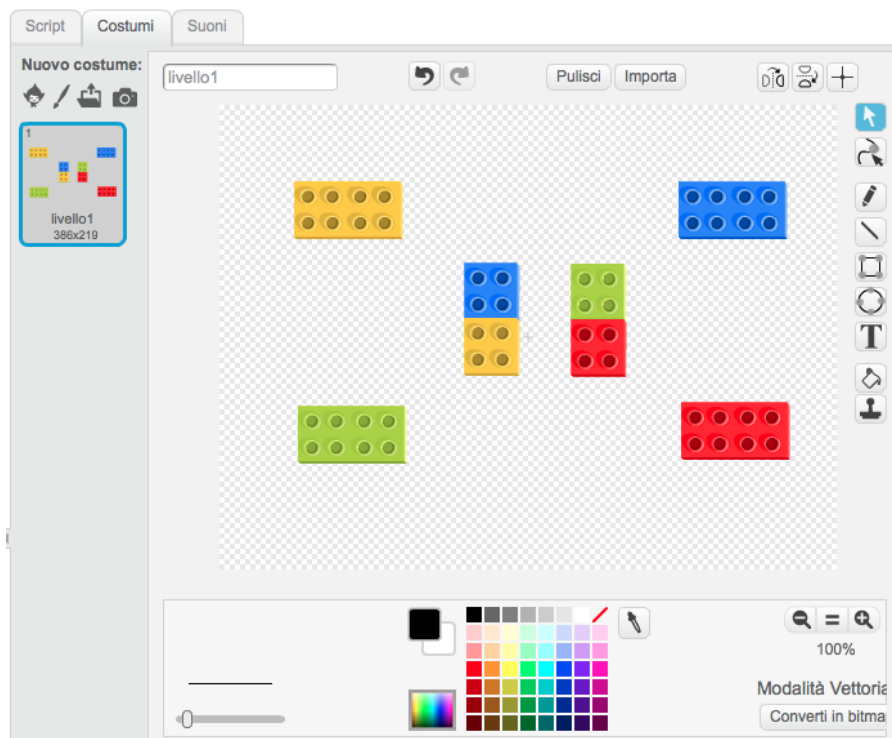 Script Costumi Suoni
Nuovo costume:
livello1
Pulisci Importa
1
livello1
386x219
T
100%
Modalità Vettoria
Converti in bitma